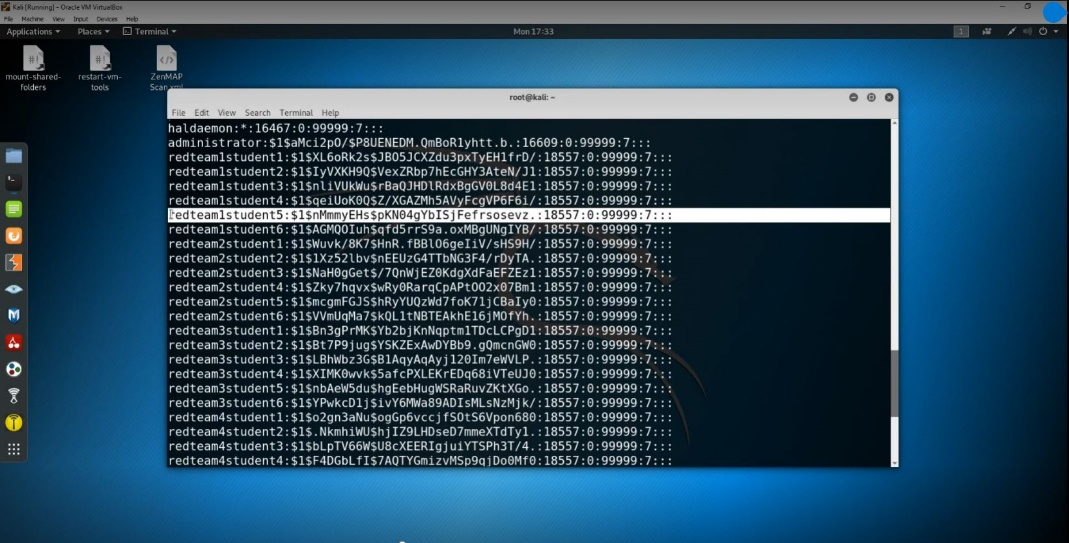 Kali [Running] - Oracle VM VirtualBox
File Machine View Input Devices Help
Applications Places Terminal Mon 17:33 1
mount-shared-folders
restart-vm-tools
ZenMAP Scan.xml
root@kali: ~
File Edit View Search Terminal Help
haldaemon:*:16467:0:99999:7:::
administrator:$1$aMci2pO/$P8UENEDM.QmBoR1yhtt.b.:16609:0:99999:7:::
redteam1student1:$1$XL6oRk2s$JBO5JCXZdu3pxTyEH1frD/:18557:0:99999:7:::
redteam1student2:$1$IyVXKH9Q$VexZRbp7hEcGHY3AteN/J1:18557:0:99999:7:::
redteam1student3:$1$nliVUkWu$rBaQJHDlRdxBgGV0L8d4E1:18557:0:99999:7:::
redteam1student4:$1$qeiUoK0Q$Z/XGAZMh5AVyFcgVP6F6i/:18557:0:99999:7:::
redteam1student5:$1$nMmmyEHs$pKN04gYbISjFefrsosevz.:18557:0:99999:7:::
redteam1student6:$1$AGMQOIuh$qfd5rrS9a.oxMBgUNgIYB/:18557:0:99999:7:::
redteam2student1:$1$Wuvk/8K7$HnR.fBBlO6geIiV/sHS9H/:18557:0:99999:7:::
redteam2student2:$1$1Xz52lbv$nEEUzG4TTbNG3F4/rDyTA.:18557:0:99999:7:::
redteam2student3:$1$NaH0gGet$/7QnWjEZ0KdgXdFaEFZEz1:18557:0:99999:7:::
redteam2student4:$1$Zky7hqvx$wRy0RarqCpAPtOO2x07Bm1:18557:0:99999:7:::
redteam2student5:$1$mcgmFGJS$hRyYUQzWd7foK71jCBaIy0:18557:0:99999:7:::
redteam2student6:$1$VVmUqMa7$kQL1tNBTEAkhE16jMOfYh.:18557:0:99999:7:::
redteam3student1:$1$Bn3gPrMK$Yb2bjKnNqptm1TDcLCPgD1:18557:0:99999:7:::
redteam3student2:$1$Bt7P9jug$YSKZExAwDYBb9.gQmcnGW0:18557:0:99999:7:::
redteam3student3:$1$LBhWbz3G$B1AqyAqAyj120Im7eWVLP.:18557:0:99999:7:::
redteam3student4:$1$XIMK0wvk$5afcPXLEKrEDq68iVTeUJ0:18557:0:99999:7:::
redteam3student5:$1$nbAeW5du$hgEebHugWSRaRuvZKtXGo.:18557:0:99999:7:::
redteam3student6:$1$YPwkcD1j$ivY6MWa89ADIsMLsNzMjk/:18557:0:99999:7:::
redteam4student1:$1$o2gn3aNu$ogGp6vccjfSOtS6Vpon680:18557:0:99999:7:::
redteam4student2:$1$.NkmhiWU$hjIZ9LHDseD7mmeXTdTy1.:18557:0:99999:7:::
redteam4student3:$1$bLpTV66W$U8cXEERIgjuiYTSPh3T/4.:18557:0:99999:7:::
redteam4student4:$1$F4DGbLfI$7AQTYGmizvMSp9qjDo0Mf0:18557:0:99999:7:::